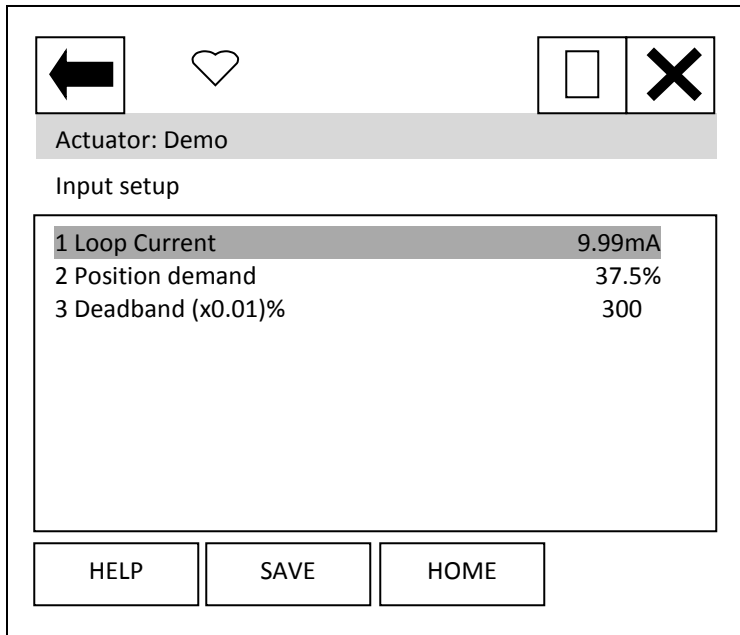 Actuator: Demo
Input setup
1 Loop Current 9.99mA
2 Position demand 37.5%
3 Deadband (x0.01)% 300
HELP SAVE HOME